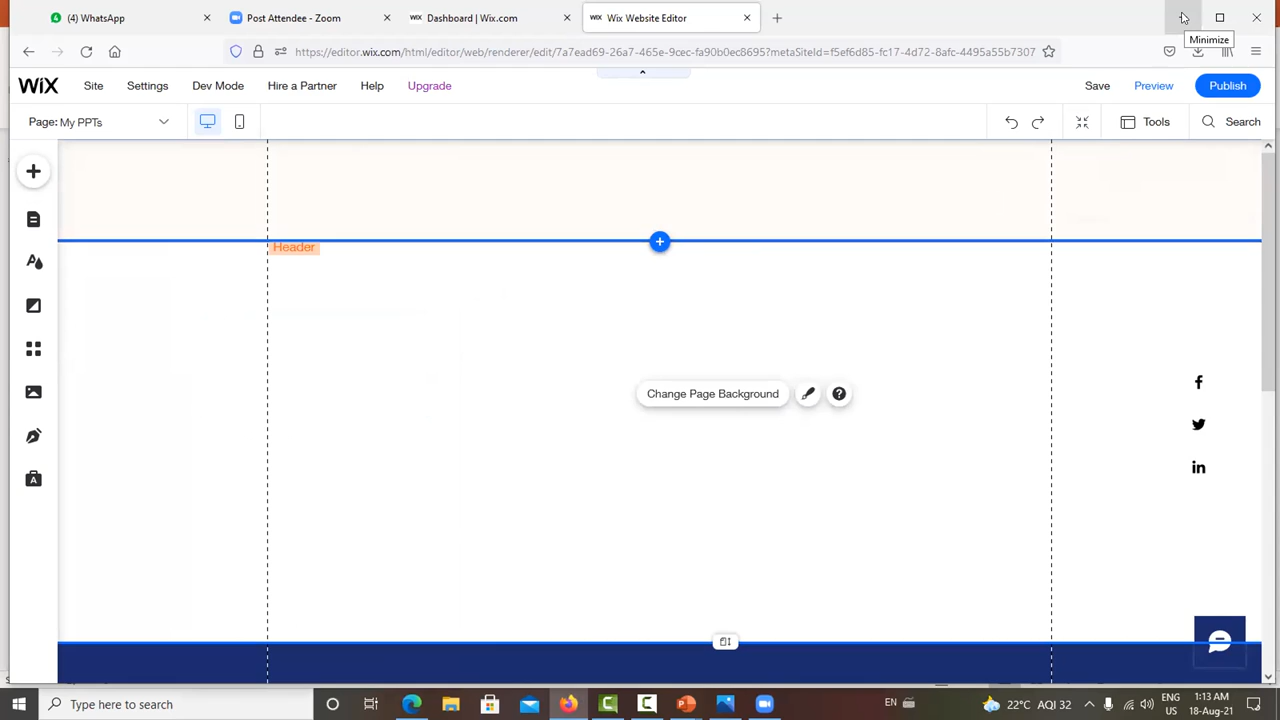 (4) WhatsApp
Post Attendee - Zoom
WiX Dashboard | Wix.com
WiX Wix Website Editor
Minimize
https://editor.wix.com/html/editor/web/renderer/edit/7a7ead69-26a7-465e-9cec-fa90b0ec8695?metaSiteId=f5ef6d85-fc17-4d72-8afc-4495a55b7307
WiX Site Settings Dev Mode Hire a Partner Help Upgrade Save Preview Publish
Page: My PPTs Tools Search
Header
Change Page Background
Type here to search
EN
22°C AQI 32
ENG
US
1:13 AM
18-Aug-21